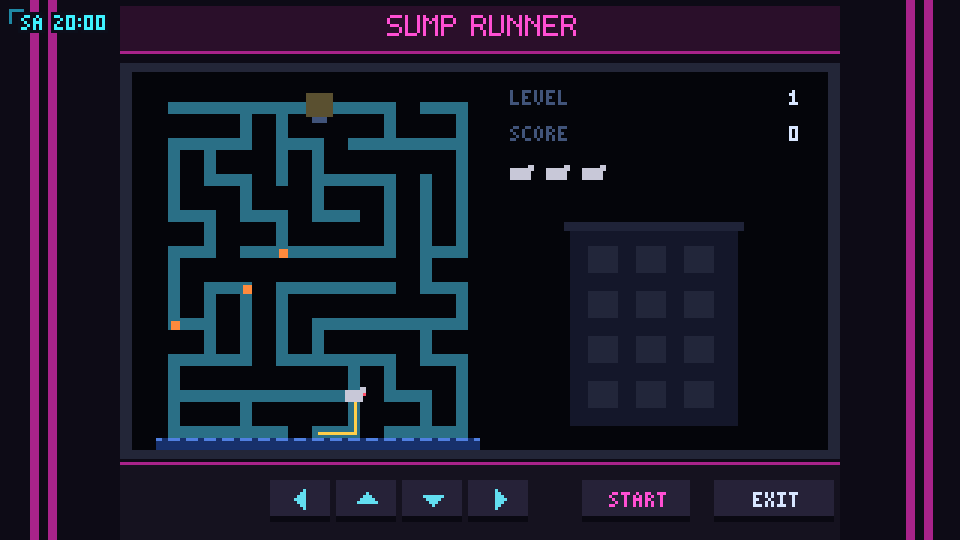 SA 20:00
SUMP RUNNER
LEVEL 1
SCORE 0
START EXIT